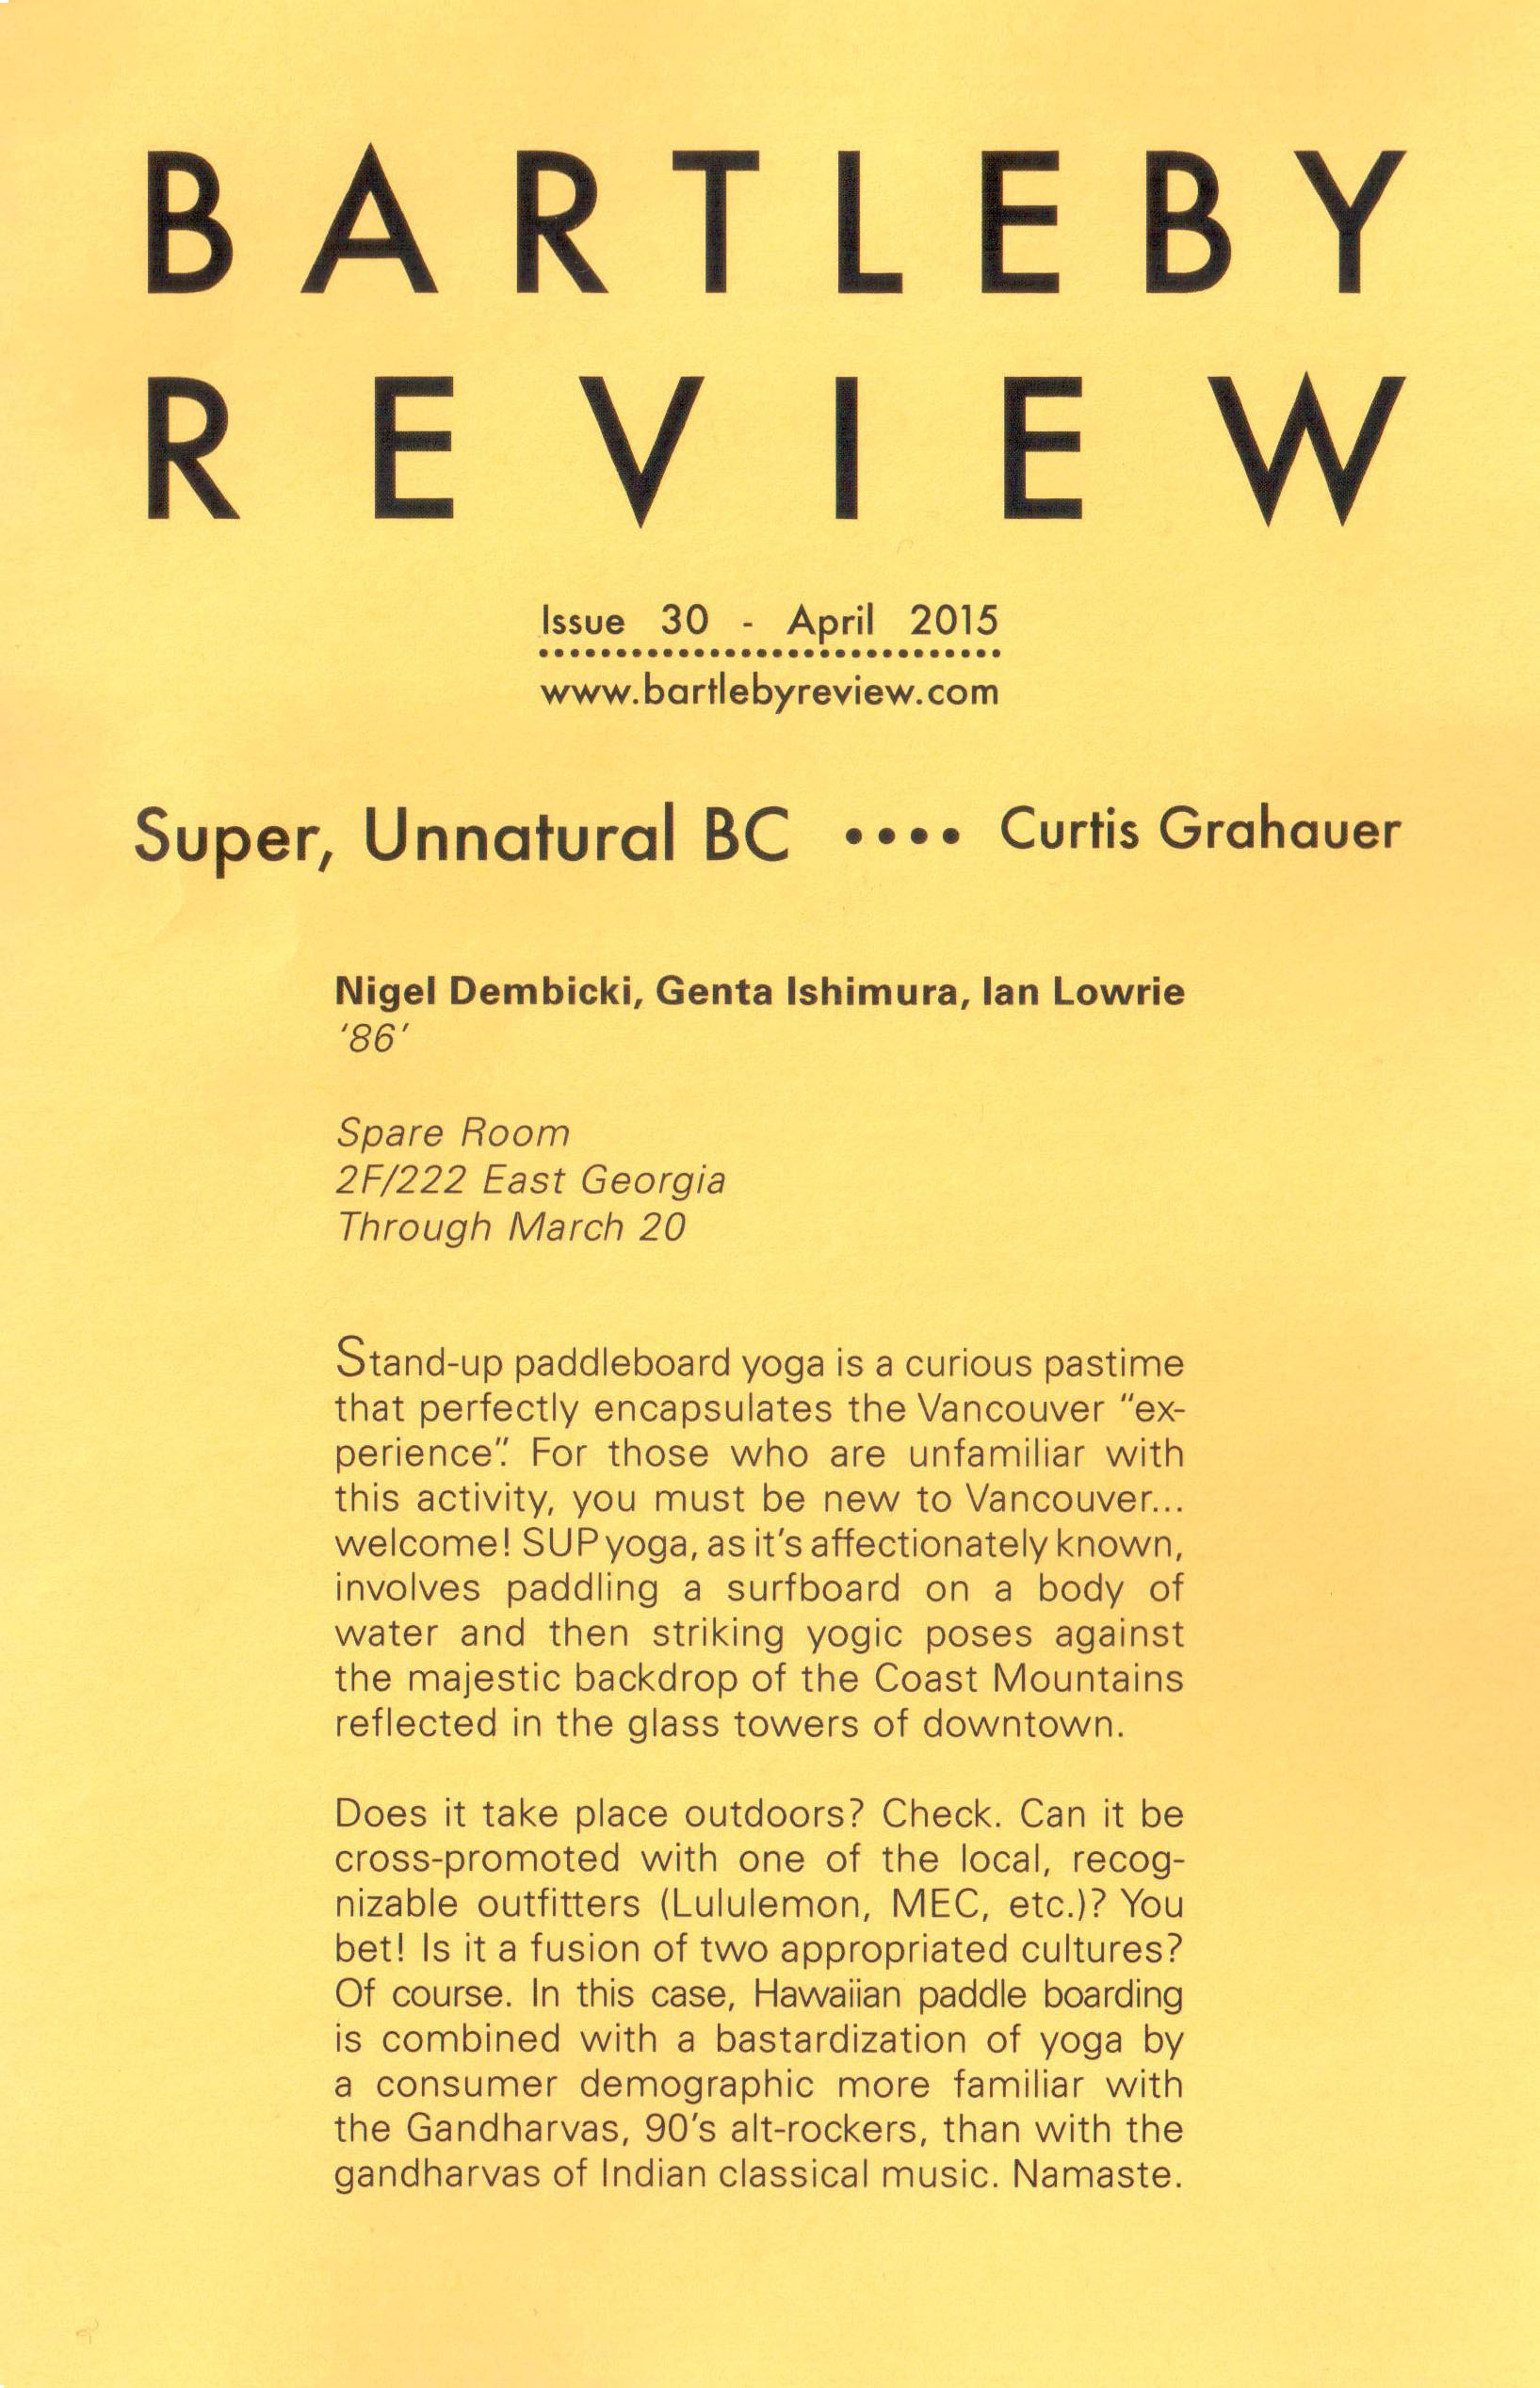 BARTLEBY
REVIEW
Issue 30 - April 2015
www.bartlebyreview.com
Super, Unnatural BC •••• Curtis Grahauer
Nigel Dembicki, Genta Ishimura, Ian Lowrie
‘86’
Spare Room
2F/222 East Georgia
Through March 20
Stand-up paddleboard yoga is a curious pastime
that perfectly encapsulates the Vancouver “ex-
perience”. For those who are unfamiliar with
this activity, you must be new to Vancouver...
welcome! SUP yoga, as it’s affectionately known,
involves paddling a surfboard on a body of
water and then striking yogic poses against
the majestic backdrop of the Coast Mountains
reflected in the glass towers of downtown.
Does it take place outdoors? Check. Can it be
cross-promoted with one of the local, recog-
nizable outfitters (Lululemon, MEC, etc.)? You
bet! Is it a fusion of two appropriated cultures?
Of course. In this case, Hawaiian paddle boarding
is combined with a bastardization of yoga by
a consumer demographic more familiar with
the Gandharvas, 90’s alt-rockers, than with the
gandharvas of Indian classical music. Namaste.